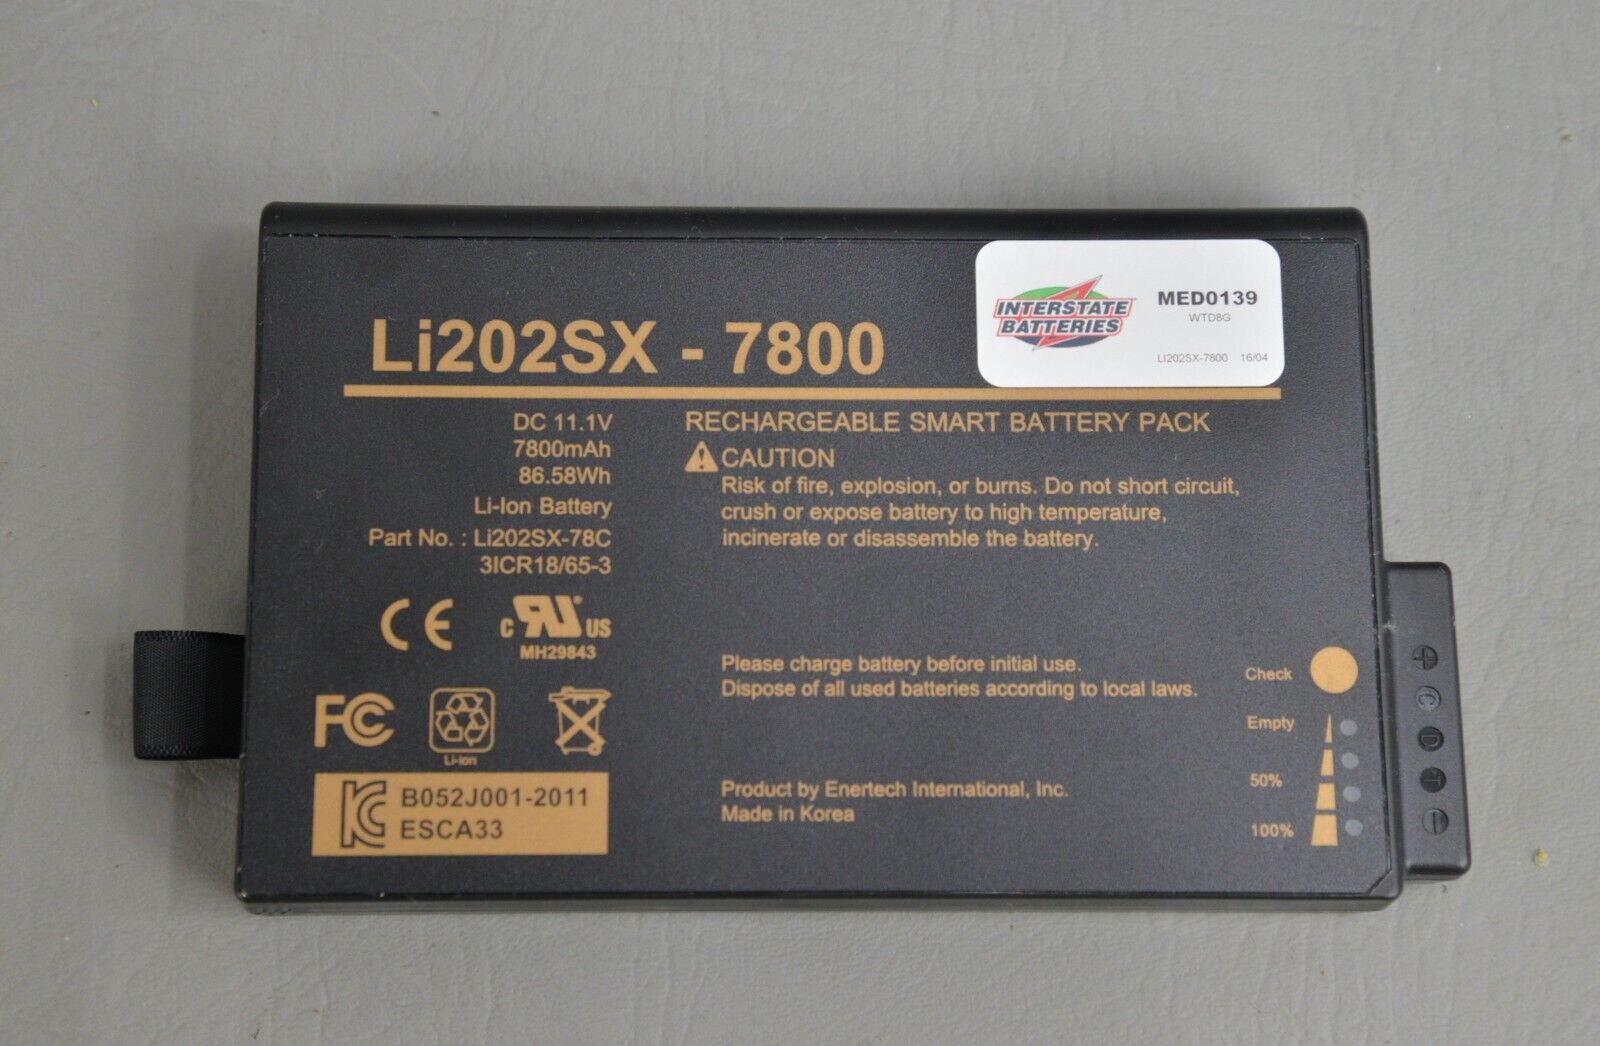 INTERSTATE
BATTERIES
MED0139
WTD8G
LI202SX-7800 16/04
Li202SX - 7800
DC 11.1V
7800mAh
86.58Wh
Li-Ion Battery
Part No. : Li202SX-78C
3ICR18/65-3
CE
c RU US
MH29843
FC
Li-ion
KC
B052J001-2011
ESCA33
RECHARGEABLE SMART BATTERY PACK
CAUTION
Risk of fire, explosion, or burns. Do not short circuit,
crush or expose battery to high temperature,
incinerate or disassemble the battery.
Please charge battery before initial use.
Dispose of all used batteries according to local laws.
Product by Enertech International, Inc.
Made in Korea
Check
Empty
50%
100%
+
C
D
T
-